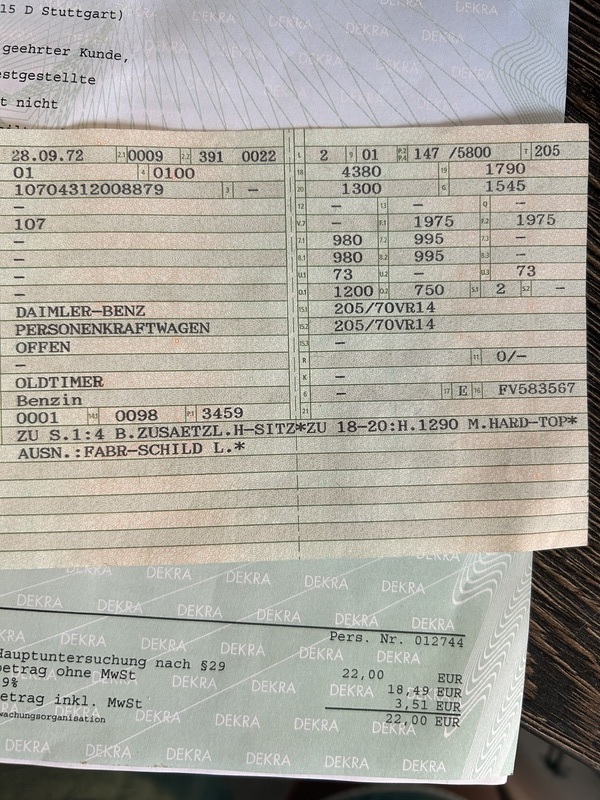 15 D Stuttgart)
geehrter Kunde,
estgestellte
t nicht
28.09.72 2.1 0009 2.2 391 0022 L 2 9 01 P.2 P.4 147 /5800 T 205
01 4 0100 18 4380 19 1790
10704312008879 3 – 20 1300 G 1545
– 12 – 13 – Q –
107 V.7 – F.1 1975 F.2 1975
– 7.1 980 7.2 995 7.3 –
– 8.1 980 8.2 995 8.3 –
– U.1 73 U.2 – U.3 73
– O.1 1200 O.2 750 S.1 2 S.2 –
DAIMLER–BENZ 15.1 205/70VR14
PERSONENKRAFTWAGEN 15.2 205/70VR14
OFFEN 15.3 –
– R 11 0/–
OLDTIMER K –
Benzin 6 – 17 E 16 FV583567
0001 14.1 0098 P.1 3459 21
ZU S.1:4 B.ZUSAETZL.H–SITZ*ZU 18–20:H.1290 M.HARD–TOP*
AUSN.:FABR–SCHILD L.*
DEKRA
Pers. Nr. 012744
Hauptuntersuchung nach §29 22,00 EUR
betrag ohne MwSt 18,49 EUR
9% 3,51 EUR
etrag inkl. MwSt 22,00 EUR
wachungsorganisation